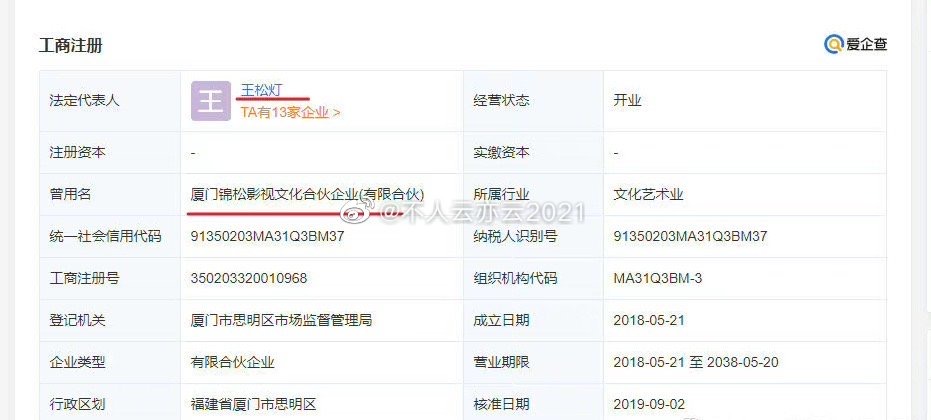 工商注册
爱企查
法定代表人 王 王松灯 经营状态 开业
TA有13家企业 >
注册资本 - 实缴资本 -
曾用名 厦门锦松影视文化合伙企业(有限合伙) 所属行业 文化艺术业
@不人云亦云2021
统一社会信用代码 91350203MA31Q3BM37 纳税人识别号 91350203MA31Q3BM37
工商注册号 350203320010968 组织机构代码 MA31Q3BM-3
登记机关 厦门市思明区市场监督管理局 成立日期 2018-05-21
企业类型 有限合伙企业 营业期限 2018-05-21 至 2038-05-20
行政区划 福建省厦门市思明区 核准日期 2019-09-02